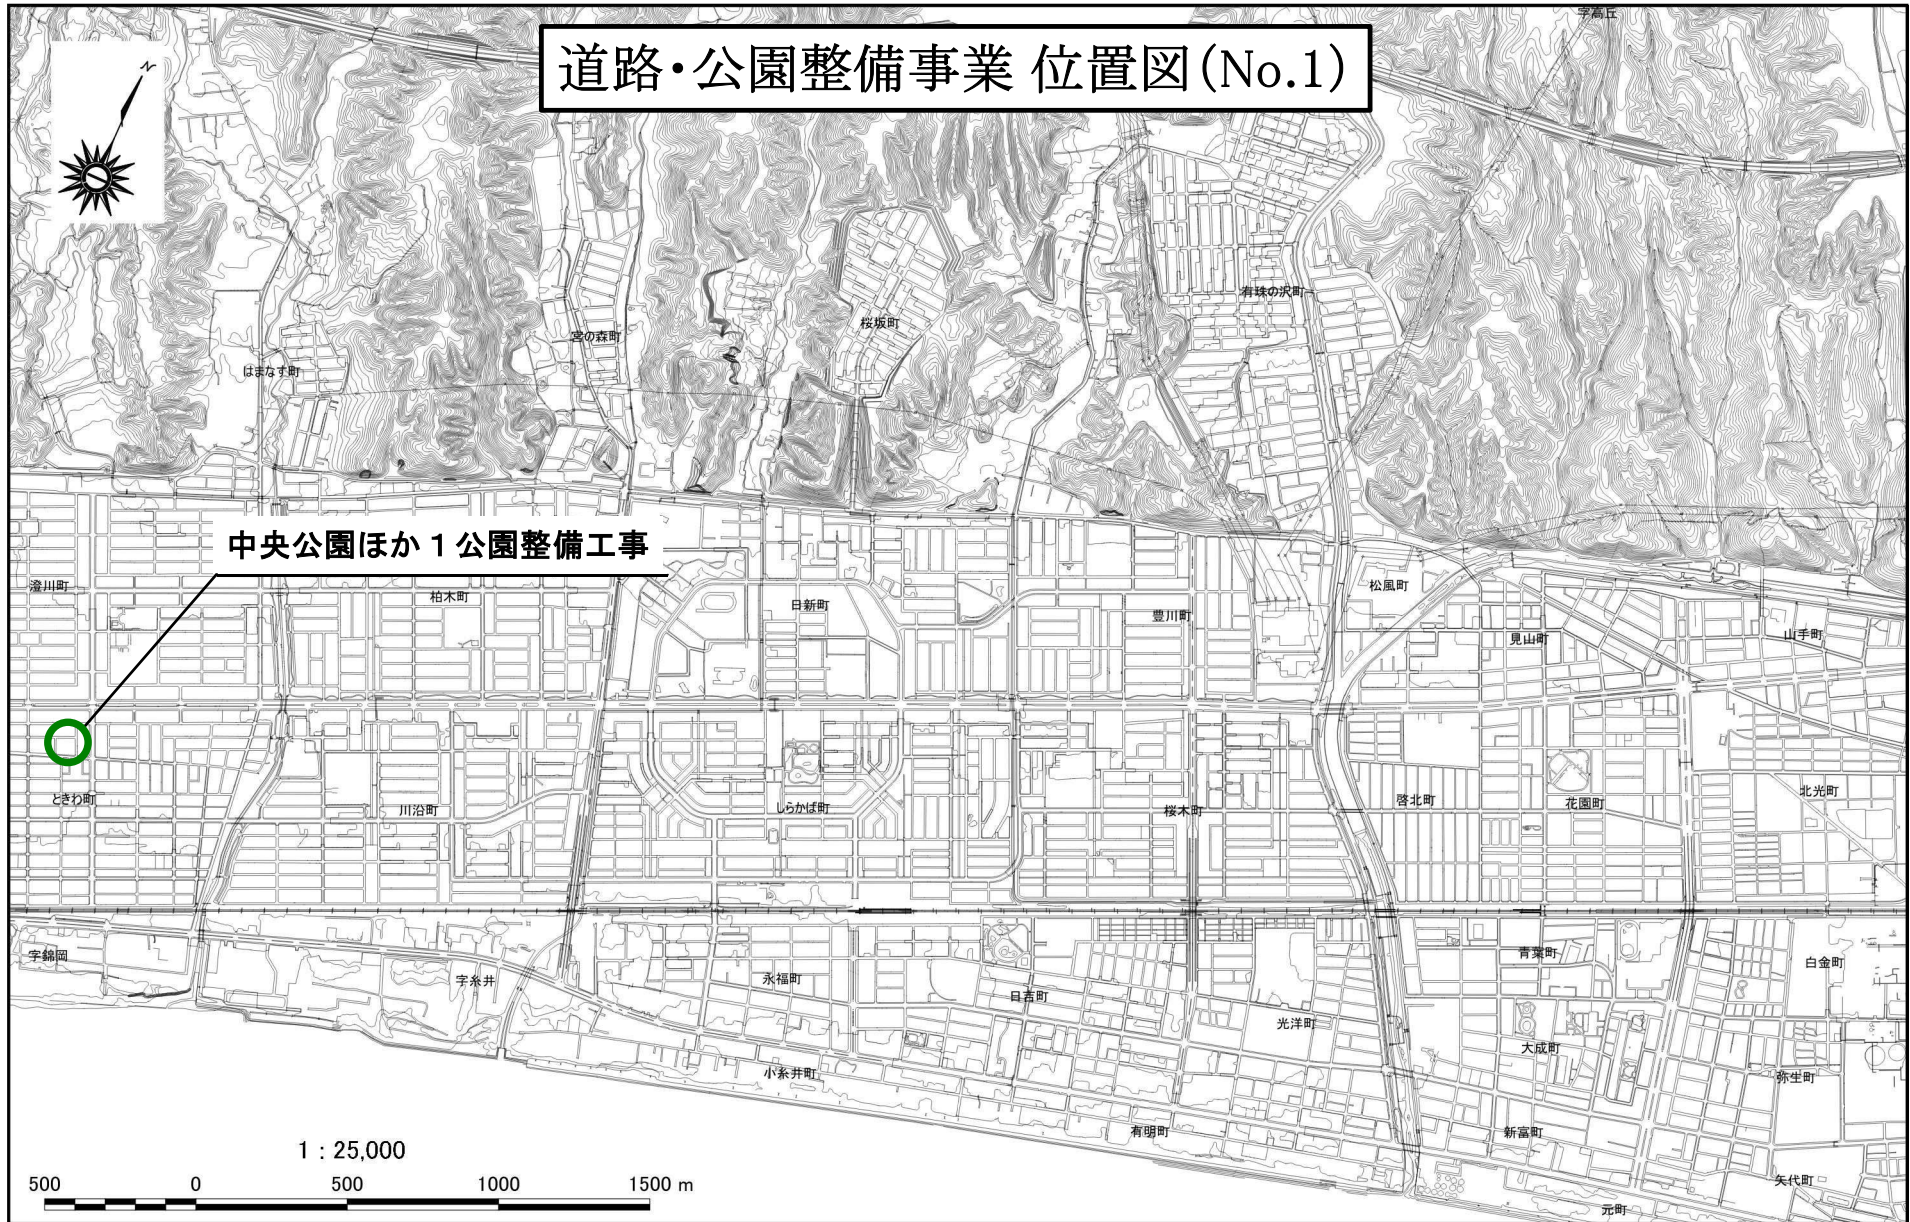 字高丘
道路・公園整備事業 位置図(No.1)
N
有珠の沢町
桜坂町
宮の森町
はまなす町
中央公園ほか1公園整備工事
澄川町
柏木町
日新町
豊川町
松風町
見山町
山手町
ときわ町
川沿町
しらかば町
桜木町
啓北町
花園町
北光町
字錦岡
字糸井
永福町
日吉町
光洋町
青葉町
白金町
大成町
小糸井町
弥生町
有明町
新富町
矢代町
元町
1:25,000
500 0 500 1000 1500 m